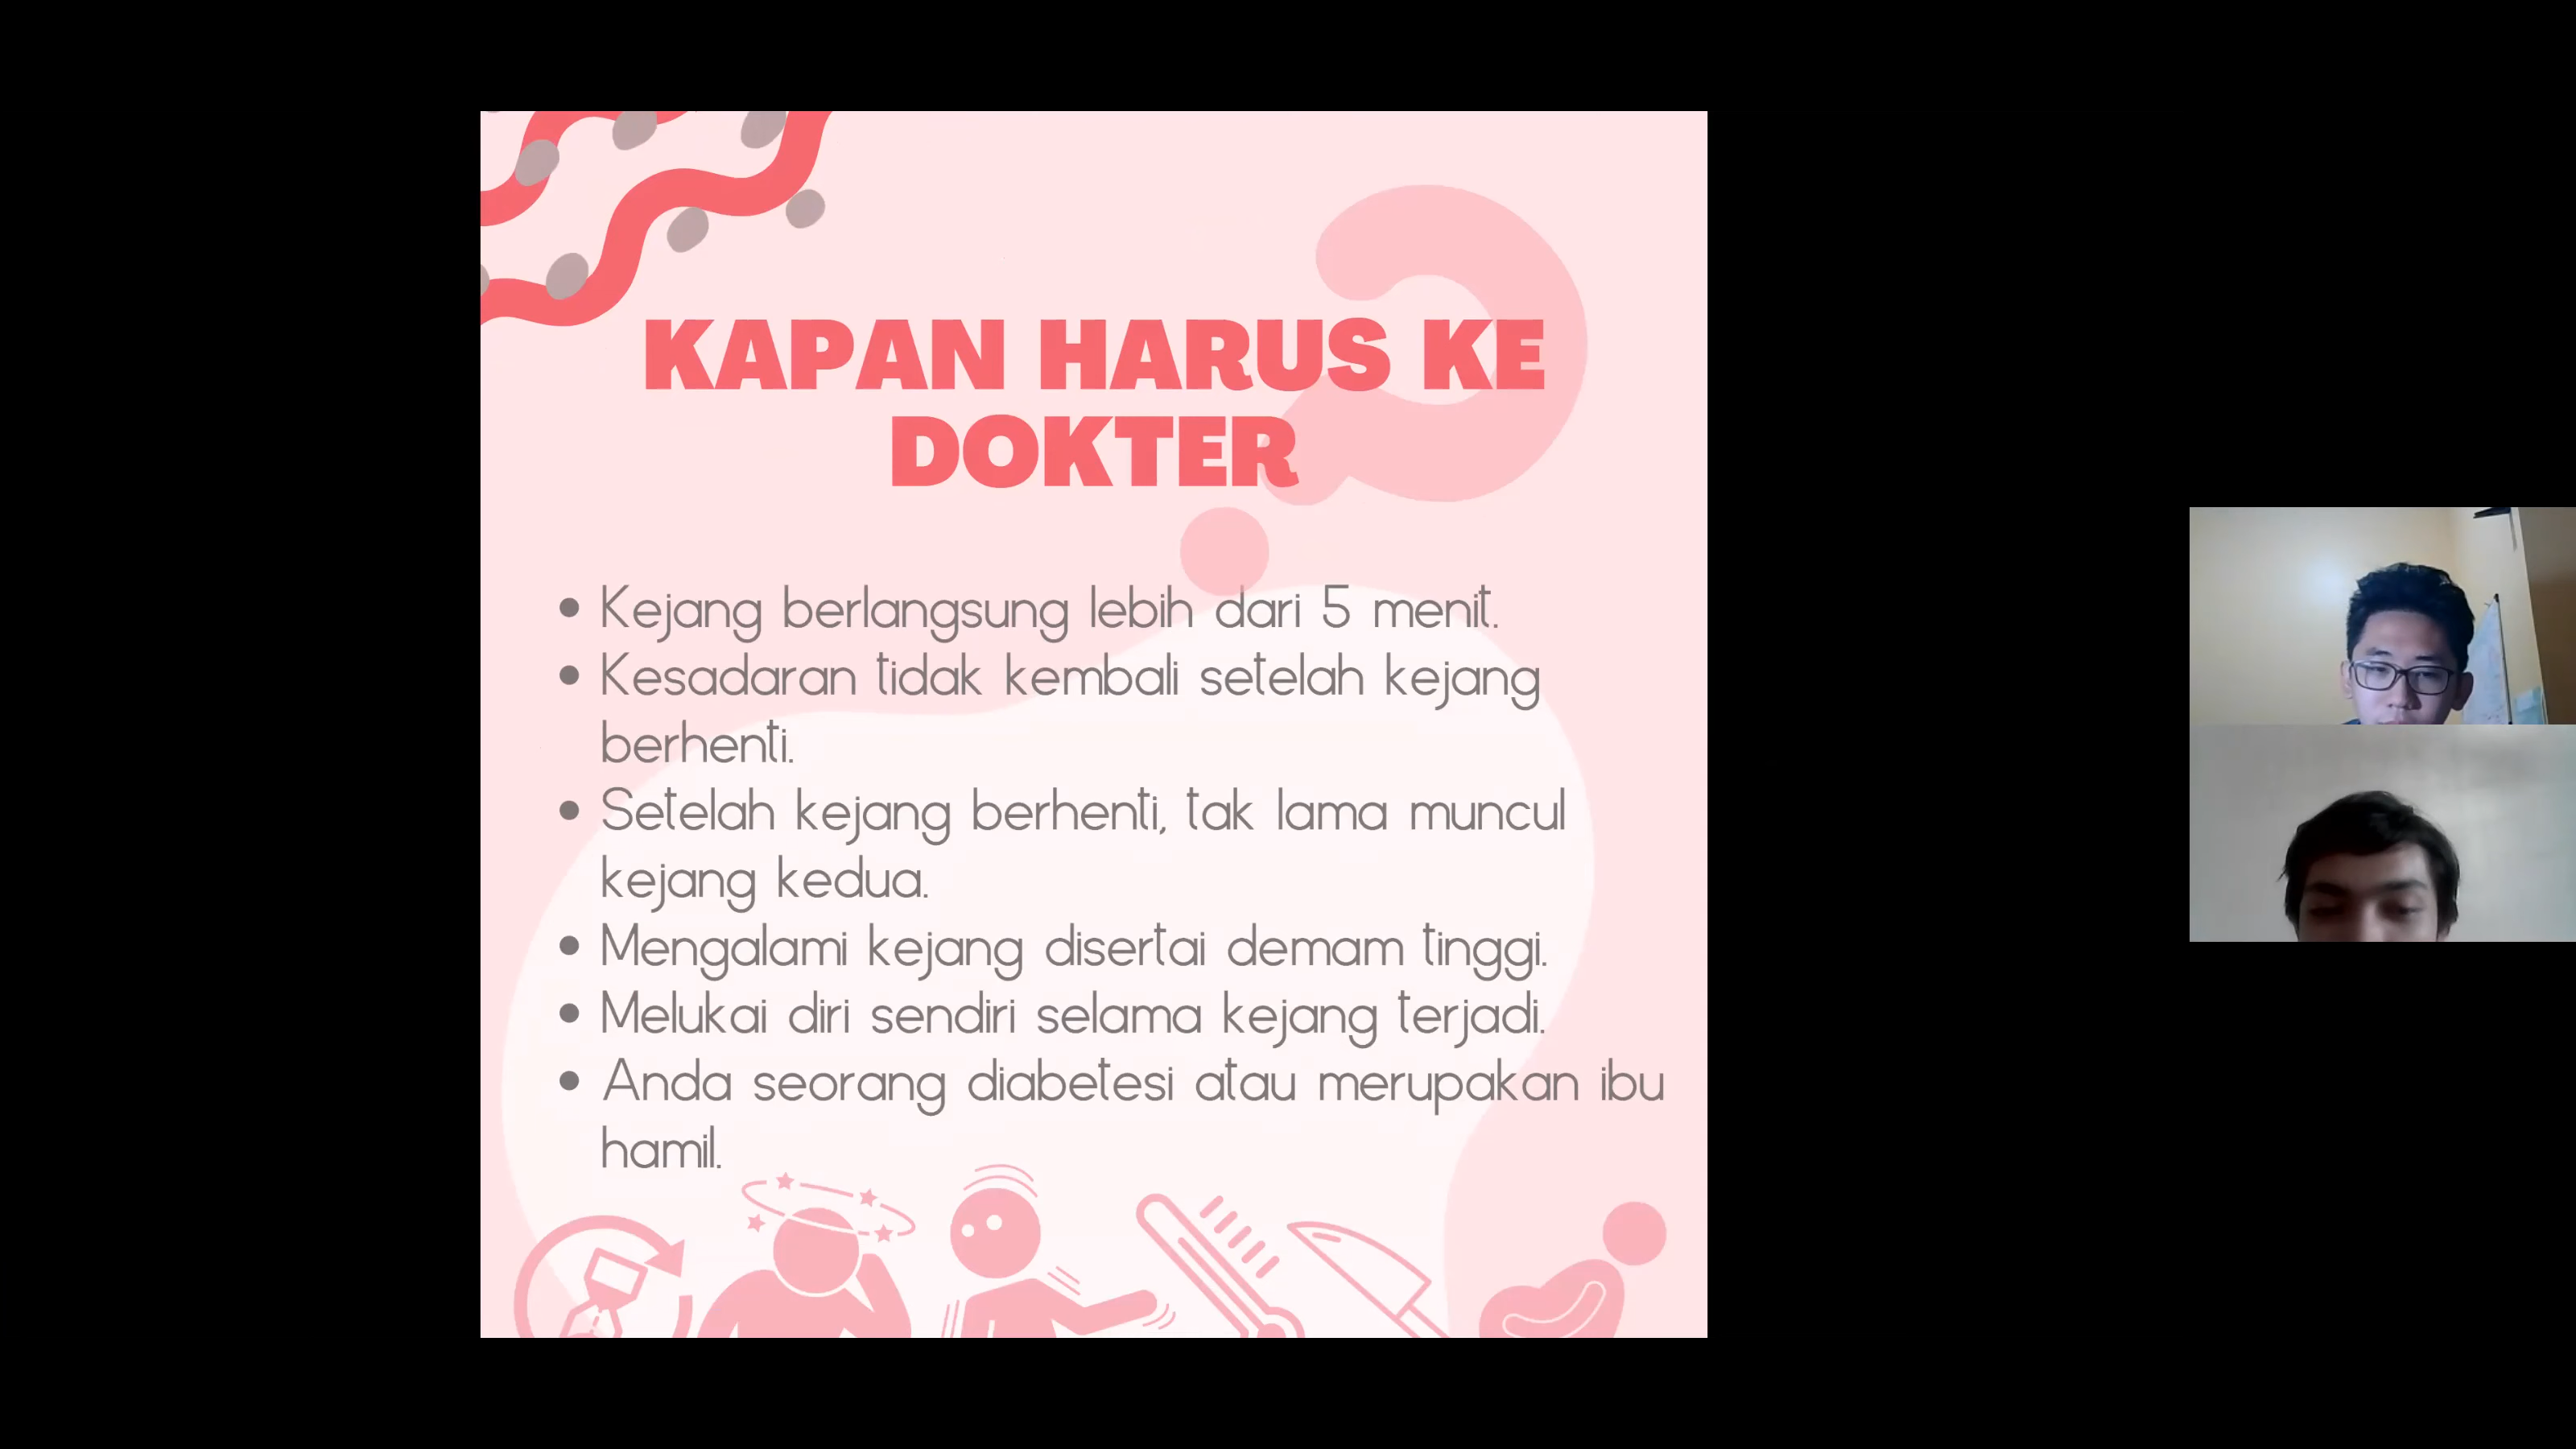 KAPAN HARUS KE
DOKTER
• Kejang berlangsung lebih dari 5 menit.
• Kesadaran tidak kembali setelah kejang
berhenti.
• Setelah kejang berhenti, tak lama muncul
kejang kedua.
• Mengalami kejang disertai demam tinggi.
• Melukai diri sendiri selama kejang terjadi.
• Anda seorang diabetesi atau merupakan ibu
hamil.